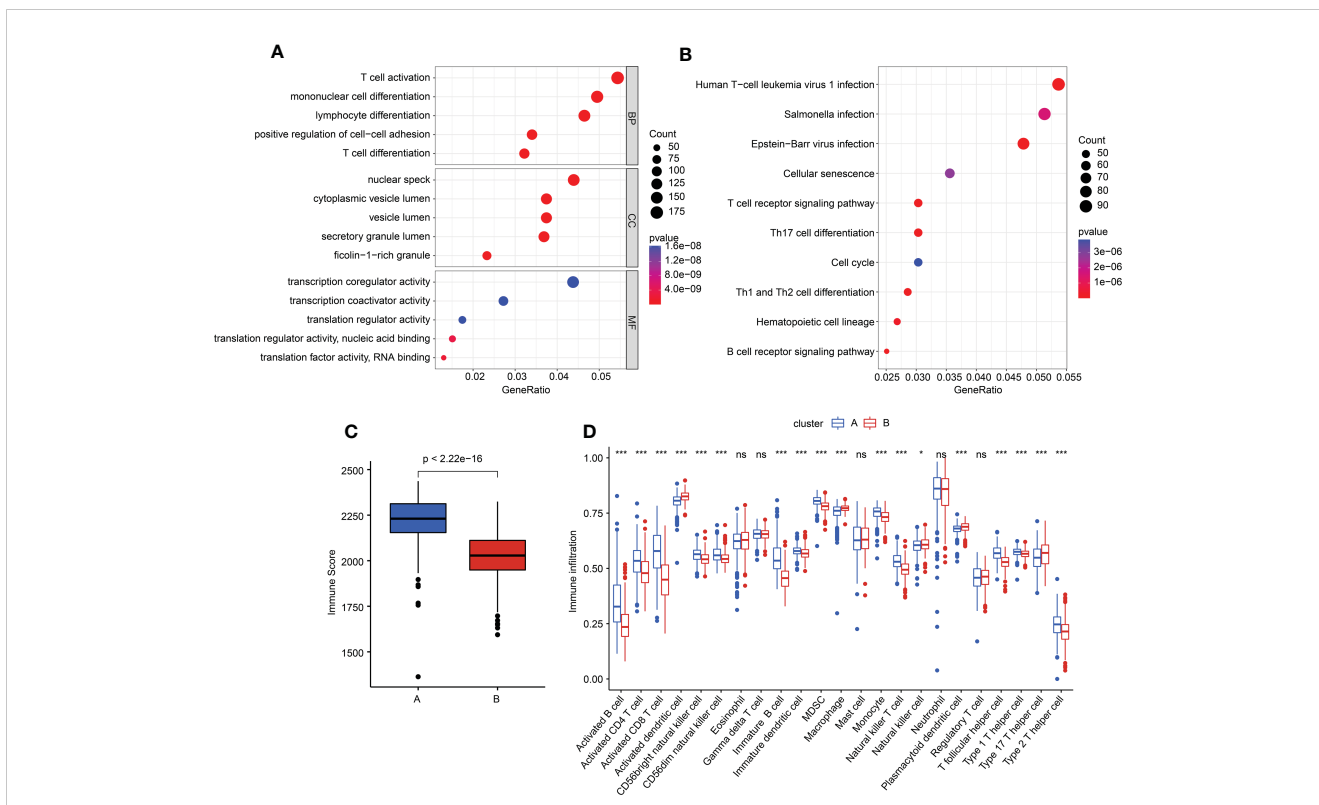 A
T cell activation
mononuclear cell differentiation
lymphocyte differentiation
positive regulation of cell−cell adhesion
T cell differentiation
BP
nuclear speck
cytoplasmic vesicle lumen
vesicle lumen
secretory granule lumen
ficolin−1−rich granule
CC
transcription coregulator activity
transcription coactivator activity
translation regulator activity
translation regulator activity, nucleic acid binding
translation factor activity, RNA binding
MF
0.02 0.03 0.04 0.05
GeneRatio
Count
50
75
100
125
150
175
pvalue
1.6e−08
1.2e−08
8.0e−09
4.0e−09
B
Human T−cell leukemia virus 1 infection
Salmonella infection
Epstein−Barr virus infection
Cellular senescence
T cell receptor signaling pathway
Th17 cell differentiation
Cell cycle
Th1 and Th2 cell differentiation
Hematopoietic cell lineage
B cell receptor signaling pathway
0.025 0.030 0.035 0.040 0.045 0.050 0.055
GeneRatio
Count
50
60
70
80
90
pvalue
3e−06
2e−06
1e−06
C
p < 2.22e−16
Immune Score
2500
2250
2000
1750
1500
A B
D
cluster A B
*** *** *** *** *** *** ns ns *** *** *** *** ns *** *** * ns *** ns *** *** *** ***
Immune infiltration
1.00
0.75
0.50
0.25
0.00
Activated B cell
Activated CD4 T cell
Activated CD8 T cell
Activated dendritic cell
CD56bright natural killer cell
CD56dim natural killer cell
Eosinophil
Gamma delta T cell
Immature B cell
Immature dendritic cell
MDSC
Macrophage
Mast cell
Monocyte
Natural killer T cell
Natural killer cell
Neutrophil
Plasmacytoid dendritic cell
Regulatory T cell
T follicular helper cell
Type 1 T helper cell
Type 17 T helper cell
Type 2 T helper cell